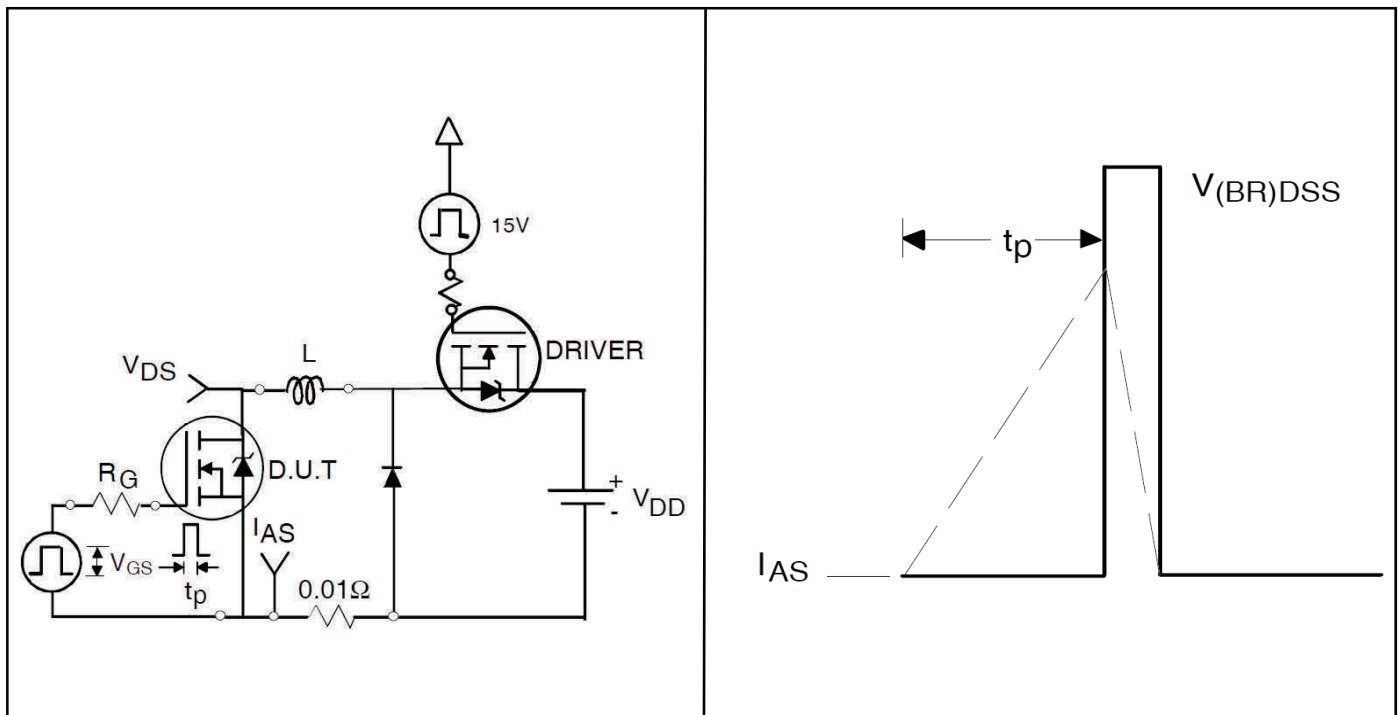 15V
DRIVER
L
VDS
D.U.T
RG
VDD
+
-
IAS
VGS
tp
0.01Ω
V(BR)DSS
tp
IAS